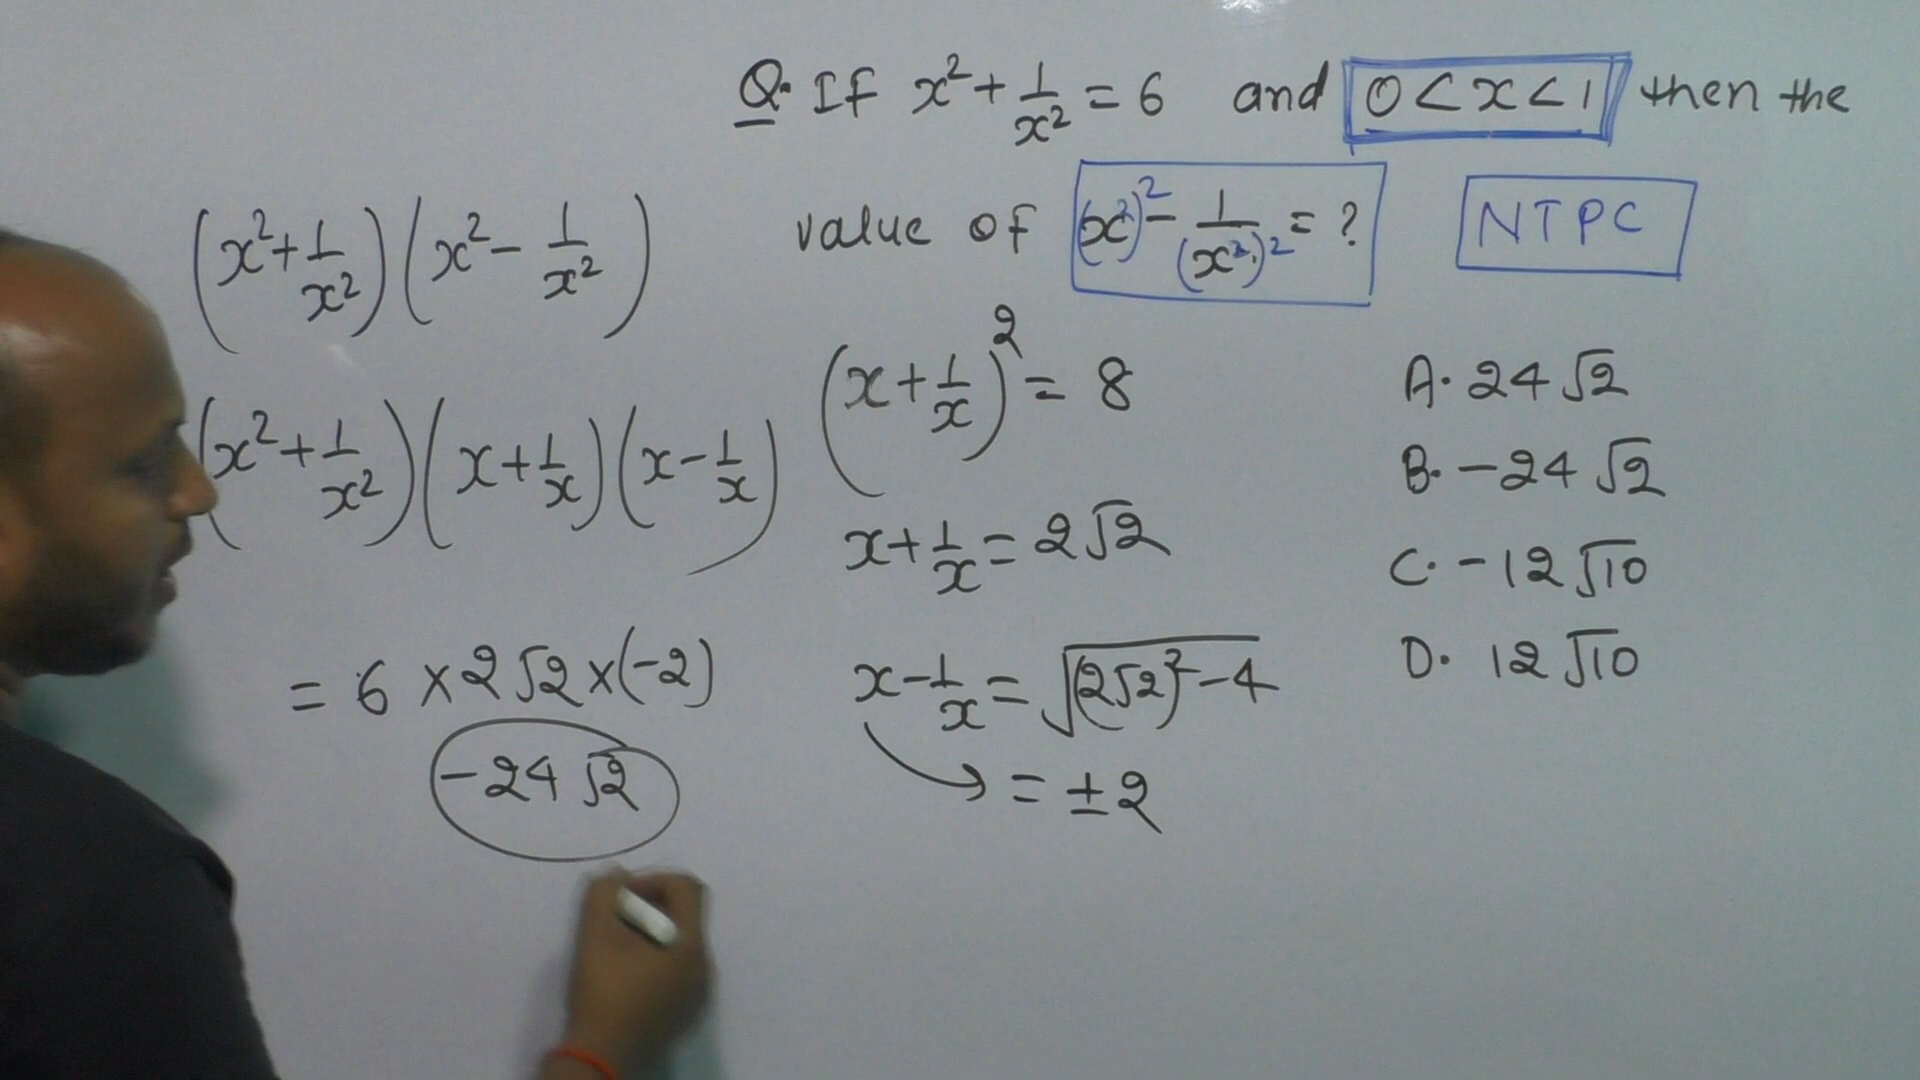 Q. If x² + 1/x² = 6 and 0 < x < 1 then the
value of (x²)² - 1/(x²)² = ?
NTPC
(x² + 1/x²)(x² - 1/x²)
(x² + 1/x²)(x + 1/x)(x - 1/x)
= 6 × 2√2 × (-2)
-24√2
(x + 1/x)² = 8
x + 1/x = 2√2
x - 1/x = √((2√2)² - 4)
= ±2
A. 24√2
B. -24√2
C. -12√10
D. 12√10